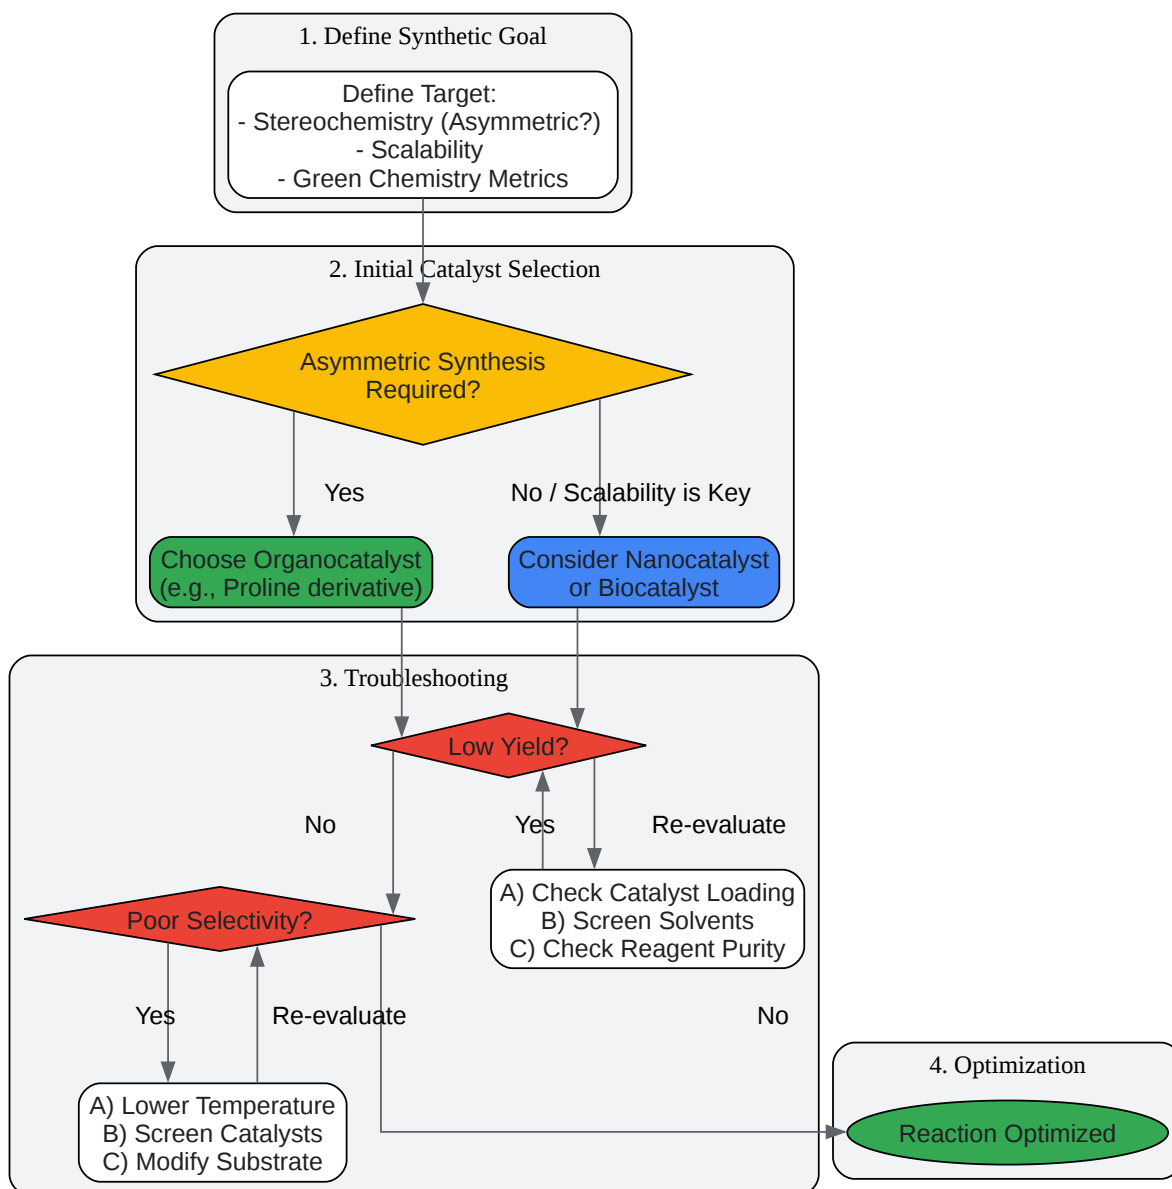 1. Define Synthetic Goal
Define Target:
- Stereochemistry (Asymmetric?)
- Scalability
- Green Chemistry Metrics
2. Initial Catalyst Selection
Asymmetric Synthesis
Required?
Yes
No / Scalability is Key
Choose Organocatalyst
(e.g., Proline derivative)
Consider Nanocatalyst
or Biocatalyst
3. Troubleshooting
Low Yield?
No
Yes
Re-evaluate
A) Check Catalyst Loading
B) Screen Solvents
C) Check Reagent Purity
Poor Selectivity?
Yes
Re-evaluate
No
A) Lower Temperature
B) Screen Catalysts
C) Modify Substrate
4. Optimization
Reaction Optimized